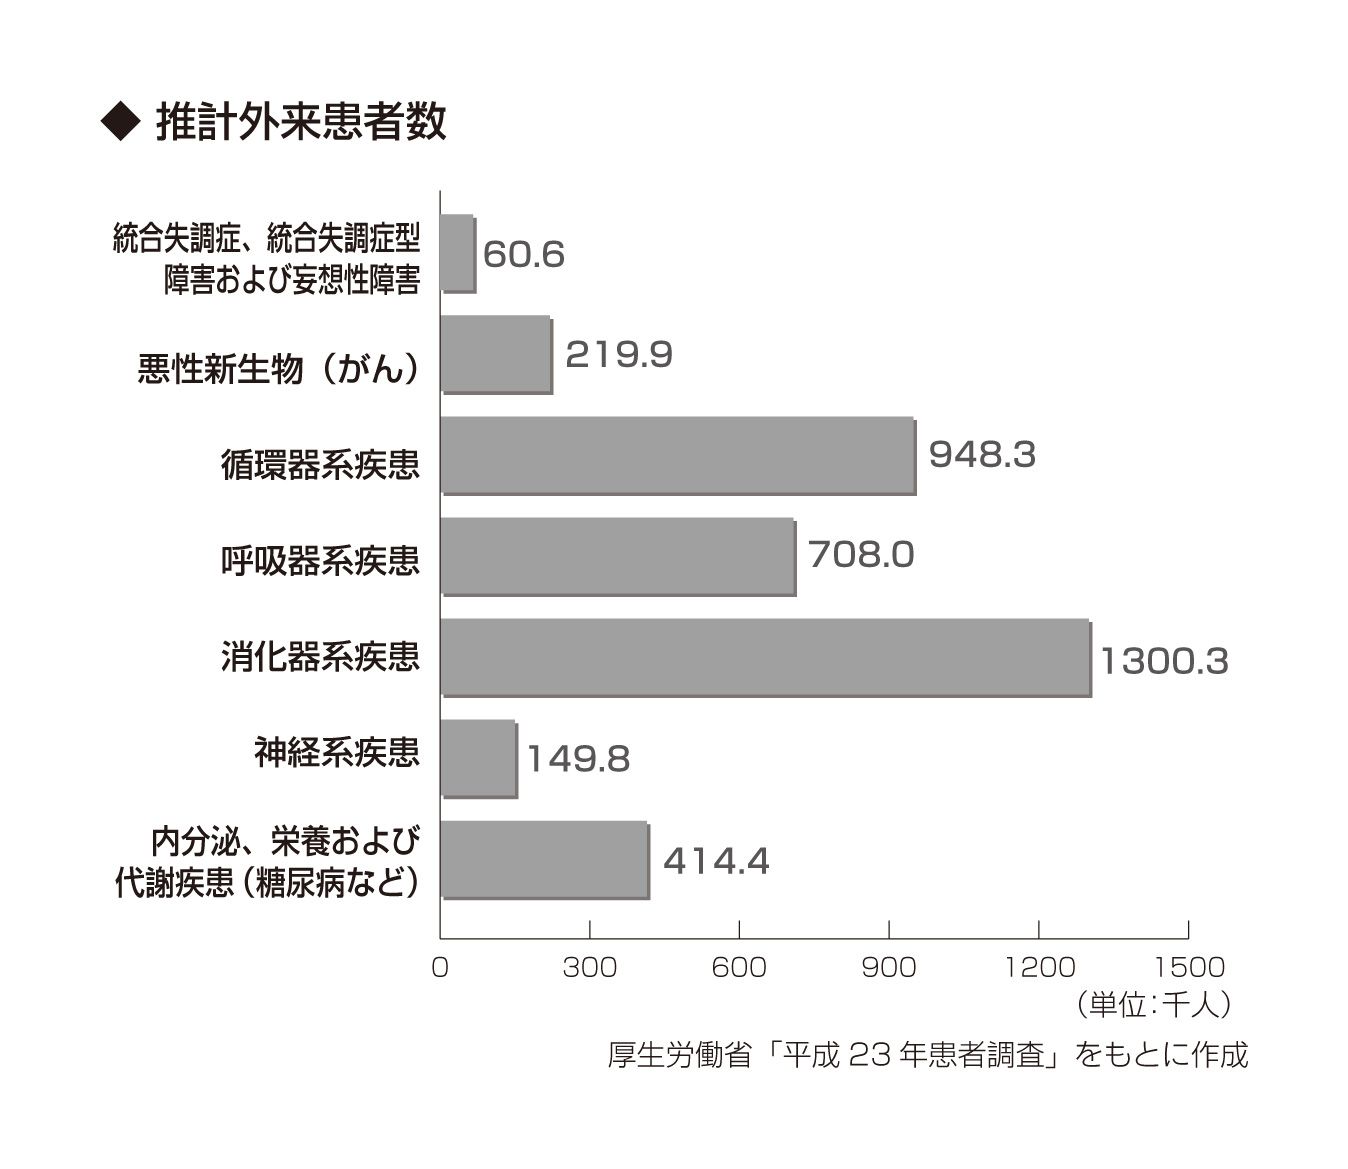 ◆ 推計外来患者数
統合失調症、統合失調症型
障害および妄想性障害
60.6
悪性新生物（がん）
219.9
循環器系疾患
948.3
呼吸器系疾患
708.0
消化器系疾患
1300.3
神経系疾患
149.8
内分泌、栄養および
代謝疾患（糖尿病など）
414.4
0 300 600 900 1200 1500
（単位：千人）
厚生労働省「平成 23 年患者調査」をもとに作成